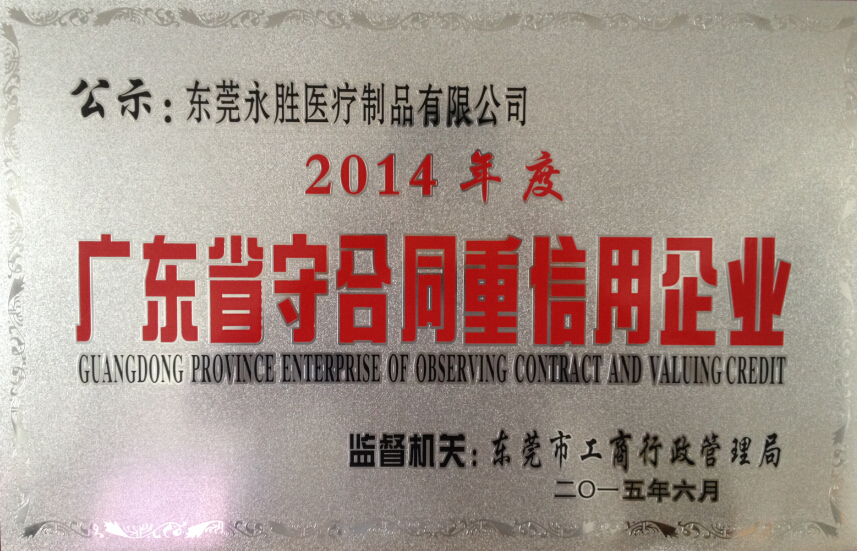 公示:东莞永胜医疗制品有限公司
2014年度
广东省守合同重信用企业
GUANGDONG PROVINCE ENTERPRISE OF OBSERVING CONTRACT AND VALUING CREDIT
监督机关:东莞市工商行政管理局
二〇一五年六月